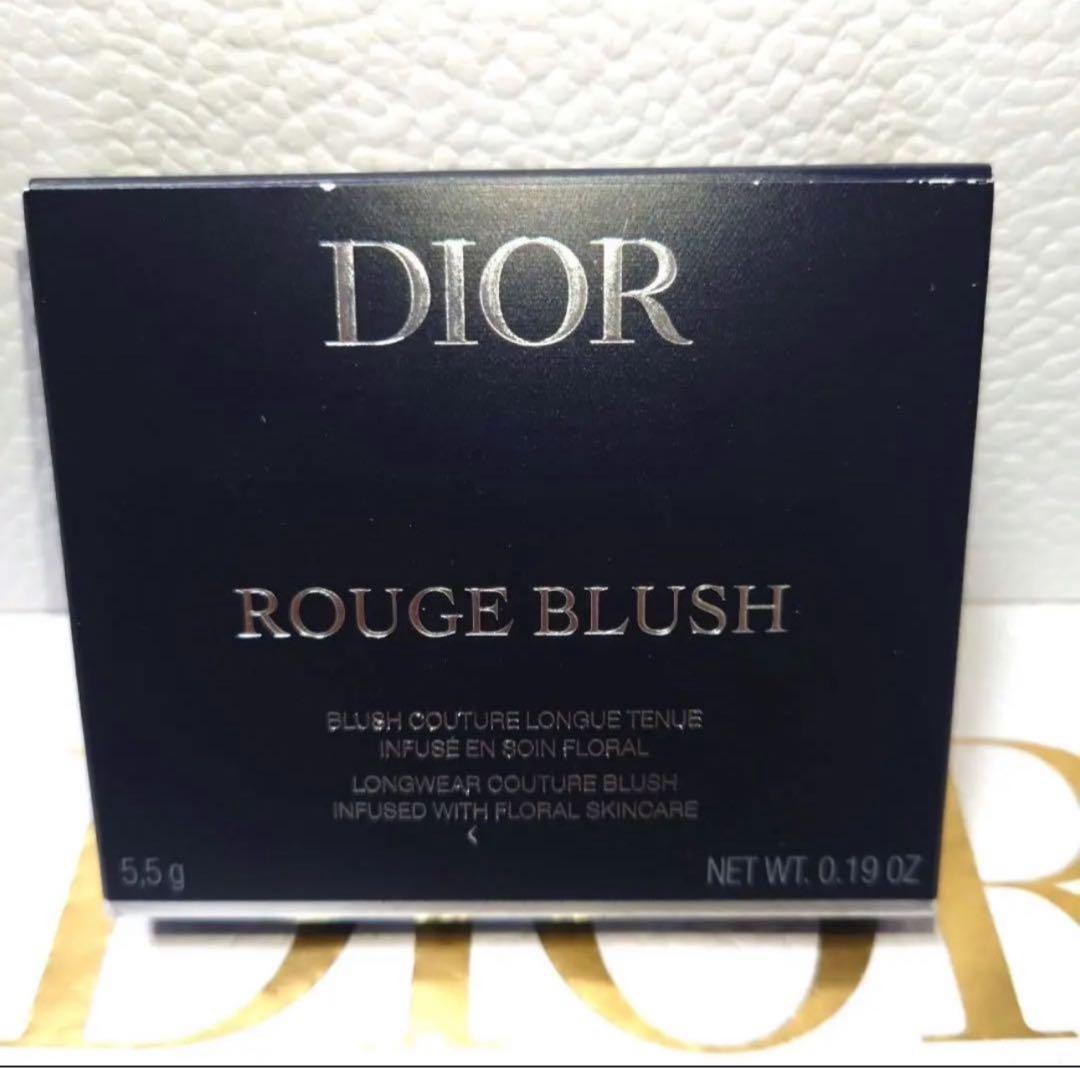 DIOR
ROUGE BLUSH
BLUSH COUTURE LONGUE TENUE
INFUSÉ EN SOIN FLORAL
LONGWEAR COUTURE BLUSH
INFUSED WITH FLORAL SKINCARE
5,5 g
NET WT. 0.19 OZ
DIOR